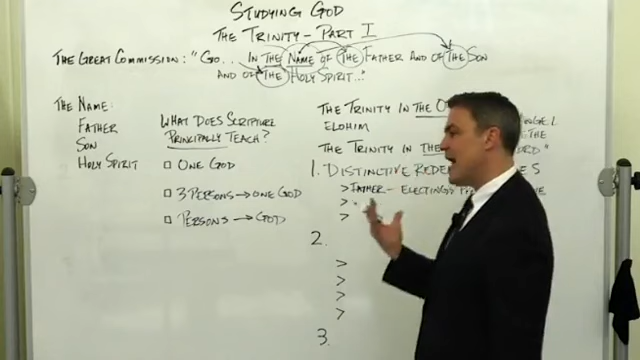 STUDYING GOD
THE TRINITY - PART I
THE GREAT COMMISSION: "GO... IN THE NAME OF THE FATHER AND OF THE SON
AND OF THE HOLY SPIRIT..."
THE NAME:
FATHER
SON
HOLY SPIRIT
WHAT DOES SCRIPTURE
PRINCIPALLY TEACH?
□ ONE GOD
□ 3 PERSONS → ONE GOD
□ PERSONS → GOD
THE TRINITY IN THE
ELOHIM
THE TRINITY IN THE
1. DISTINCTIVE
> FATHER -
>
>
2.
>
>
>
>
3.